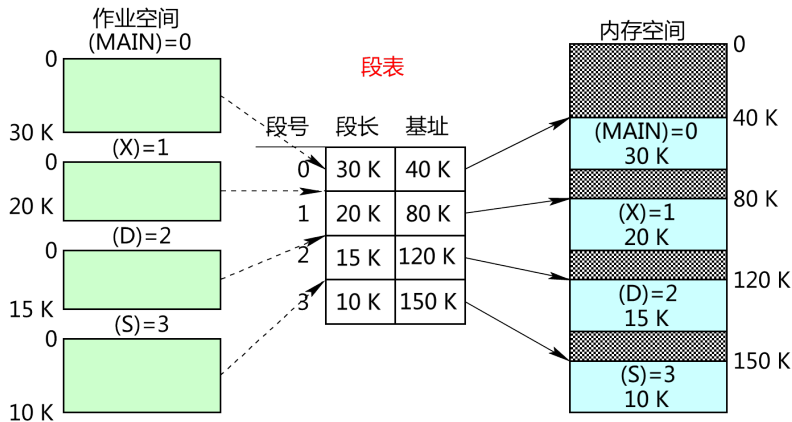 作业空间
(MAIN)=0
0
30 K
(X)=1
0
20 K
(D)=2
0
15 K
(S)=3
0
10 K
段表
段号 段长 基址
0 30 K 40 K
1 20 K 80 K
2 15 K 120 K
3 10 K 150 K
内存空间
0
40 K
(MAIN)=0
30 K
80 K
(X)=1
20 K
120 K
(D)=2
15 K
150 K
(S)=3
10 K